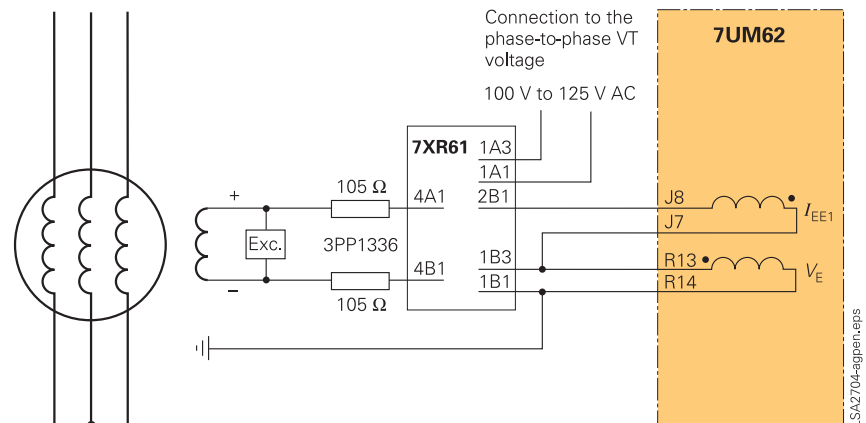 Connection to the
phase-to-phase VT
voltage
100 V to 125 V AC
7UM62
7XR61
1A3
1A1
105 Ω
4A1
2B1
J8
J7
I_EE1
+
Exc.
3PP1336
–
4B1
105 Ω
1B3
1B1
R13
R14
V_E
LSA2704-agpen.eps